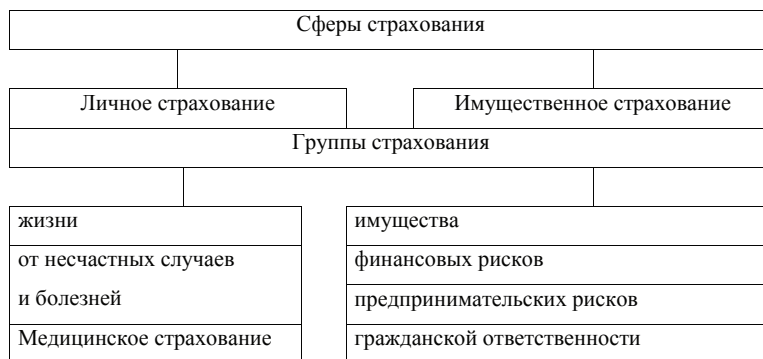 Сферы страхования
Личное страхование
Имущественное страхование
Группы страхования
жизни
от несчастных случаев
и болезней
Медицинское страхование
имущества
финансовых рисков
предпринимательских рисков
гражданской ответственности